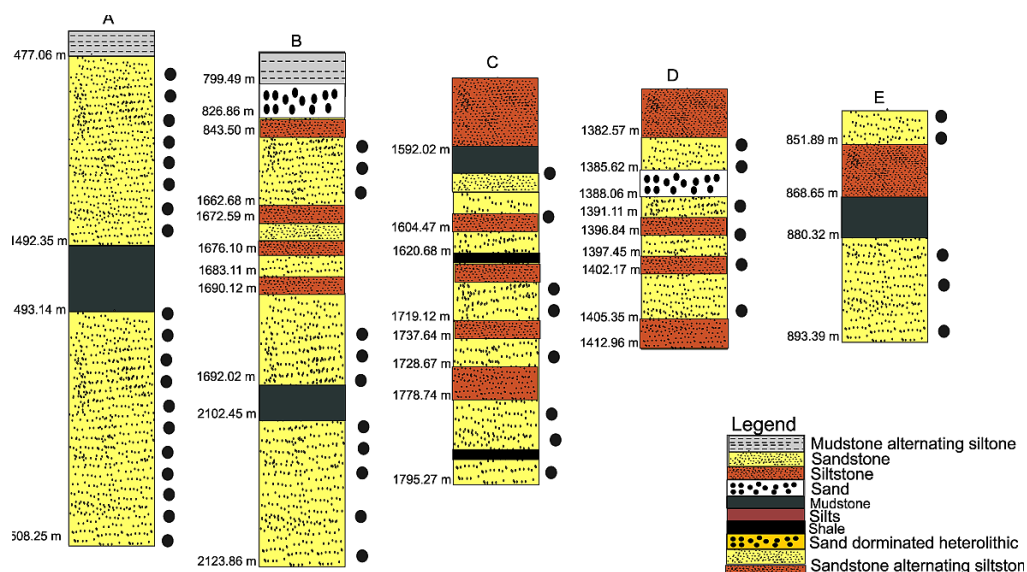 A
477.06 m
1492.35 m
493.14 m
508.25 m
B
799.49 m
826.86 m
843.50 m
1662.68 m
1672.59 m
1676.10 m
1683.11 m
1690.12 m
1692.02 m
2102.45 m
2123.86 m
C
1592.02 m
1604.47 m
1620.68 m
1719.12 m
1737.64 m
1728.67 m
1778.74 m
1795.27 m
D
1382.57 m
1385.62 m
1388.06 m
1391.11 m
1396.84 m
1397.45 m
1402.17 m
1405.35 m
1412.96 m
E
851.89 m
868.65 m
880.32 m
893.39 m
Legend
Mudstone alternating siltone
Sandstone
Siltstone
Sand
Mudstone
Silts
Shale
Sand dorminated heterolithic
Sandstone alternating siltston